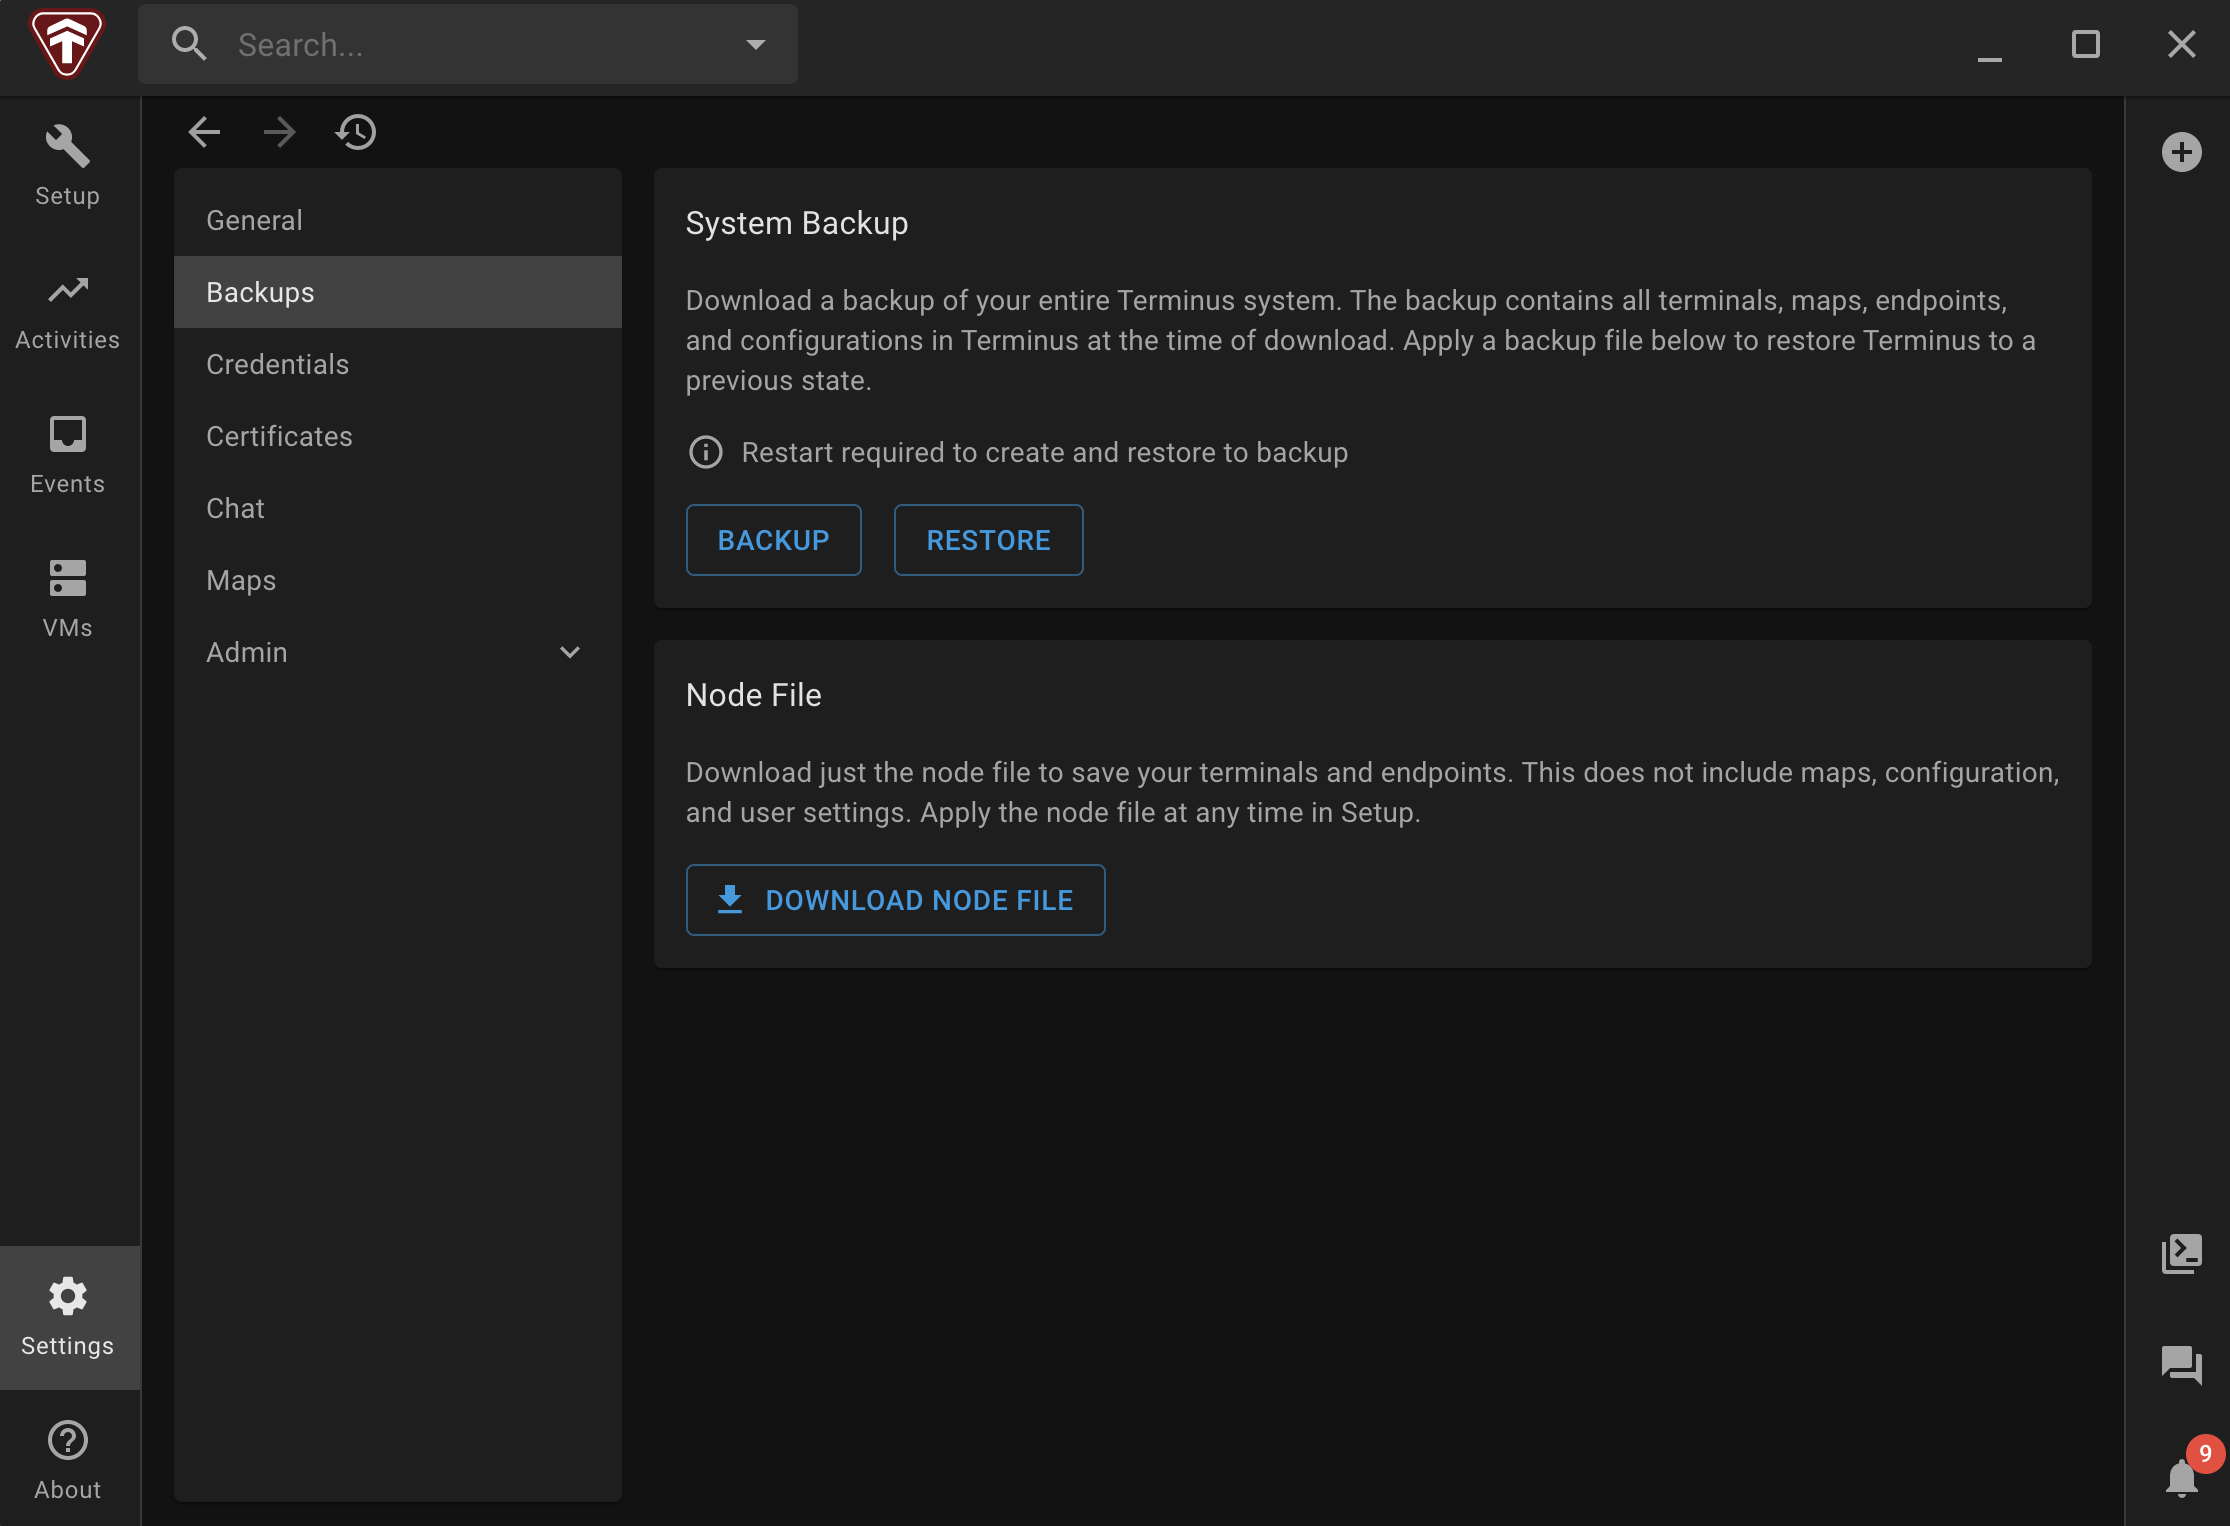 Search...
Setup
Activities
Events
VMs
Settings
About
General
Backups
Credentials
Certificates
Chat
Maps
Admin
System Backup
Download a backup of your entire Terminus system. The backup contains all terminals, maps, endpoints,
and configurations in Terminus at the time of download. Apply a backup file below to restore Terminus to a
previous state.
Restart required to create and restore to backup
BACKUP
RESTORE
Node File
Download just the node file to save your terminals and endpoints. This does not include maps, configuration,
and user settings. Apply the node file at any time in Setup.
DOWNLOAD NODE FILE
9